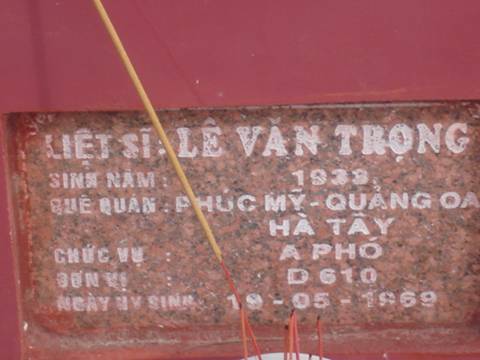 LIỆT SĨ : LÊ VĂN TRỌNG
SINH NĂM : 1933
QUÊ QUÁN : PHÚC MỸ - QUẢNG OA
HÀ TÂY
CHỨC VỤ : A PHÓ
ĐƠN VỊ : D 610
NGÀY HY SINH : 19 - 05 - 1969